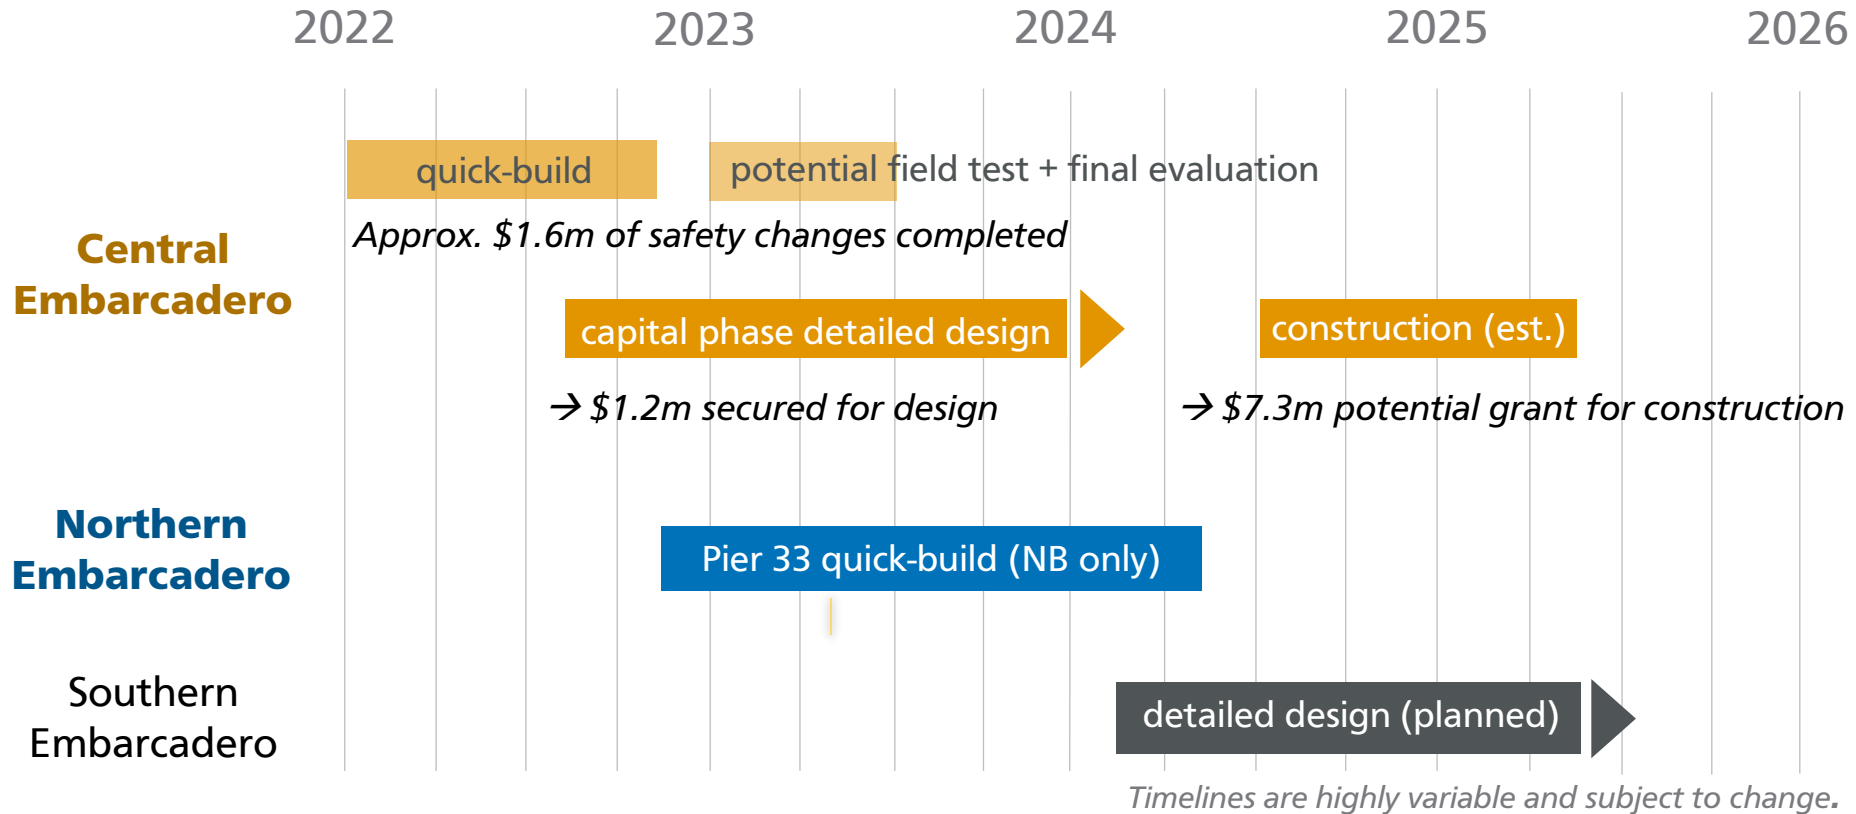 2022 2023 2024 2025 2026
quick-build
potential field test + final evaluation
Approx. $1.6m of safety changes completed
Central
Embarcadero
capital phase detailed design
construction (est.)
→ $1.2m secured for design
→ $7.3m potential grant for construction
Northern
Embarcadero
Pier 33 quick-build (NB only)
Southern
Embarcadero
detailed design (planned)
Timelines are highly variable and subject to change.